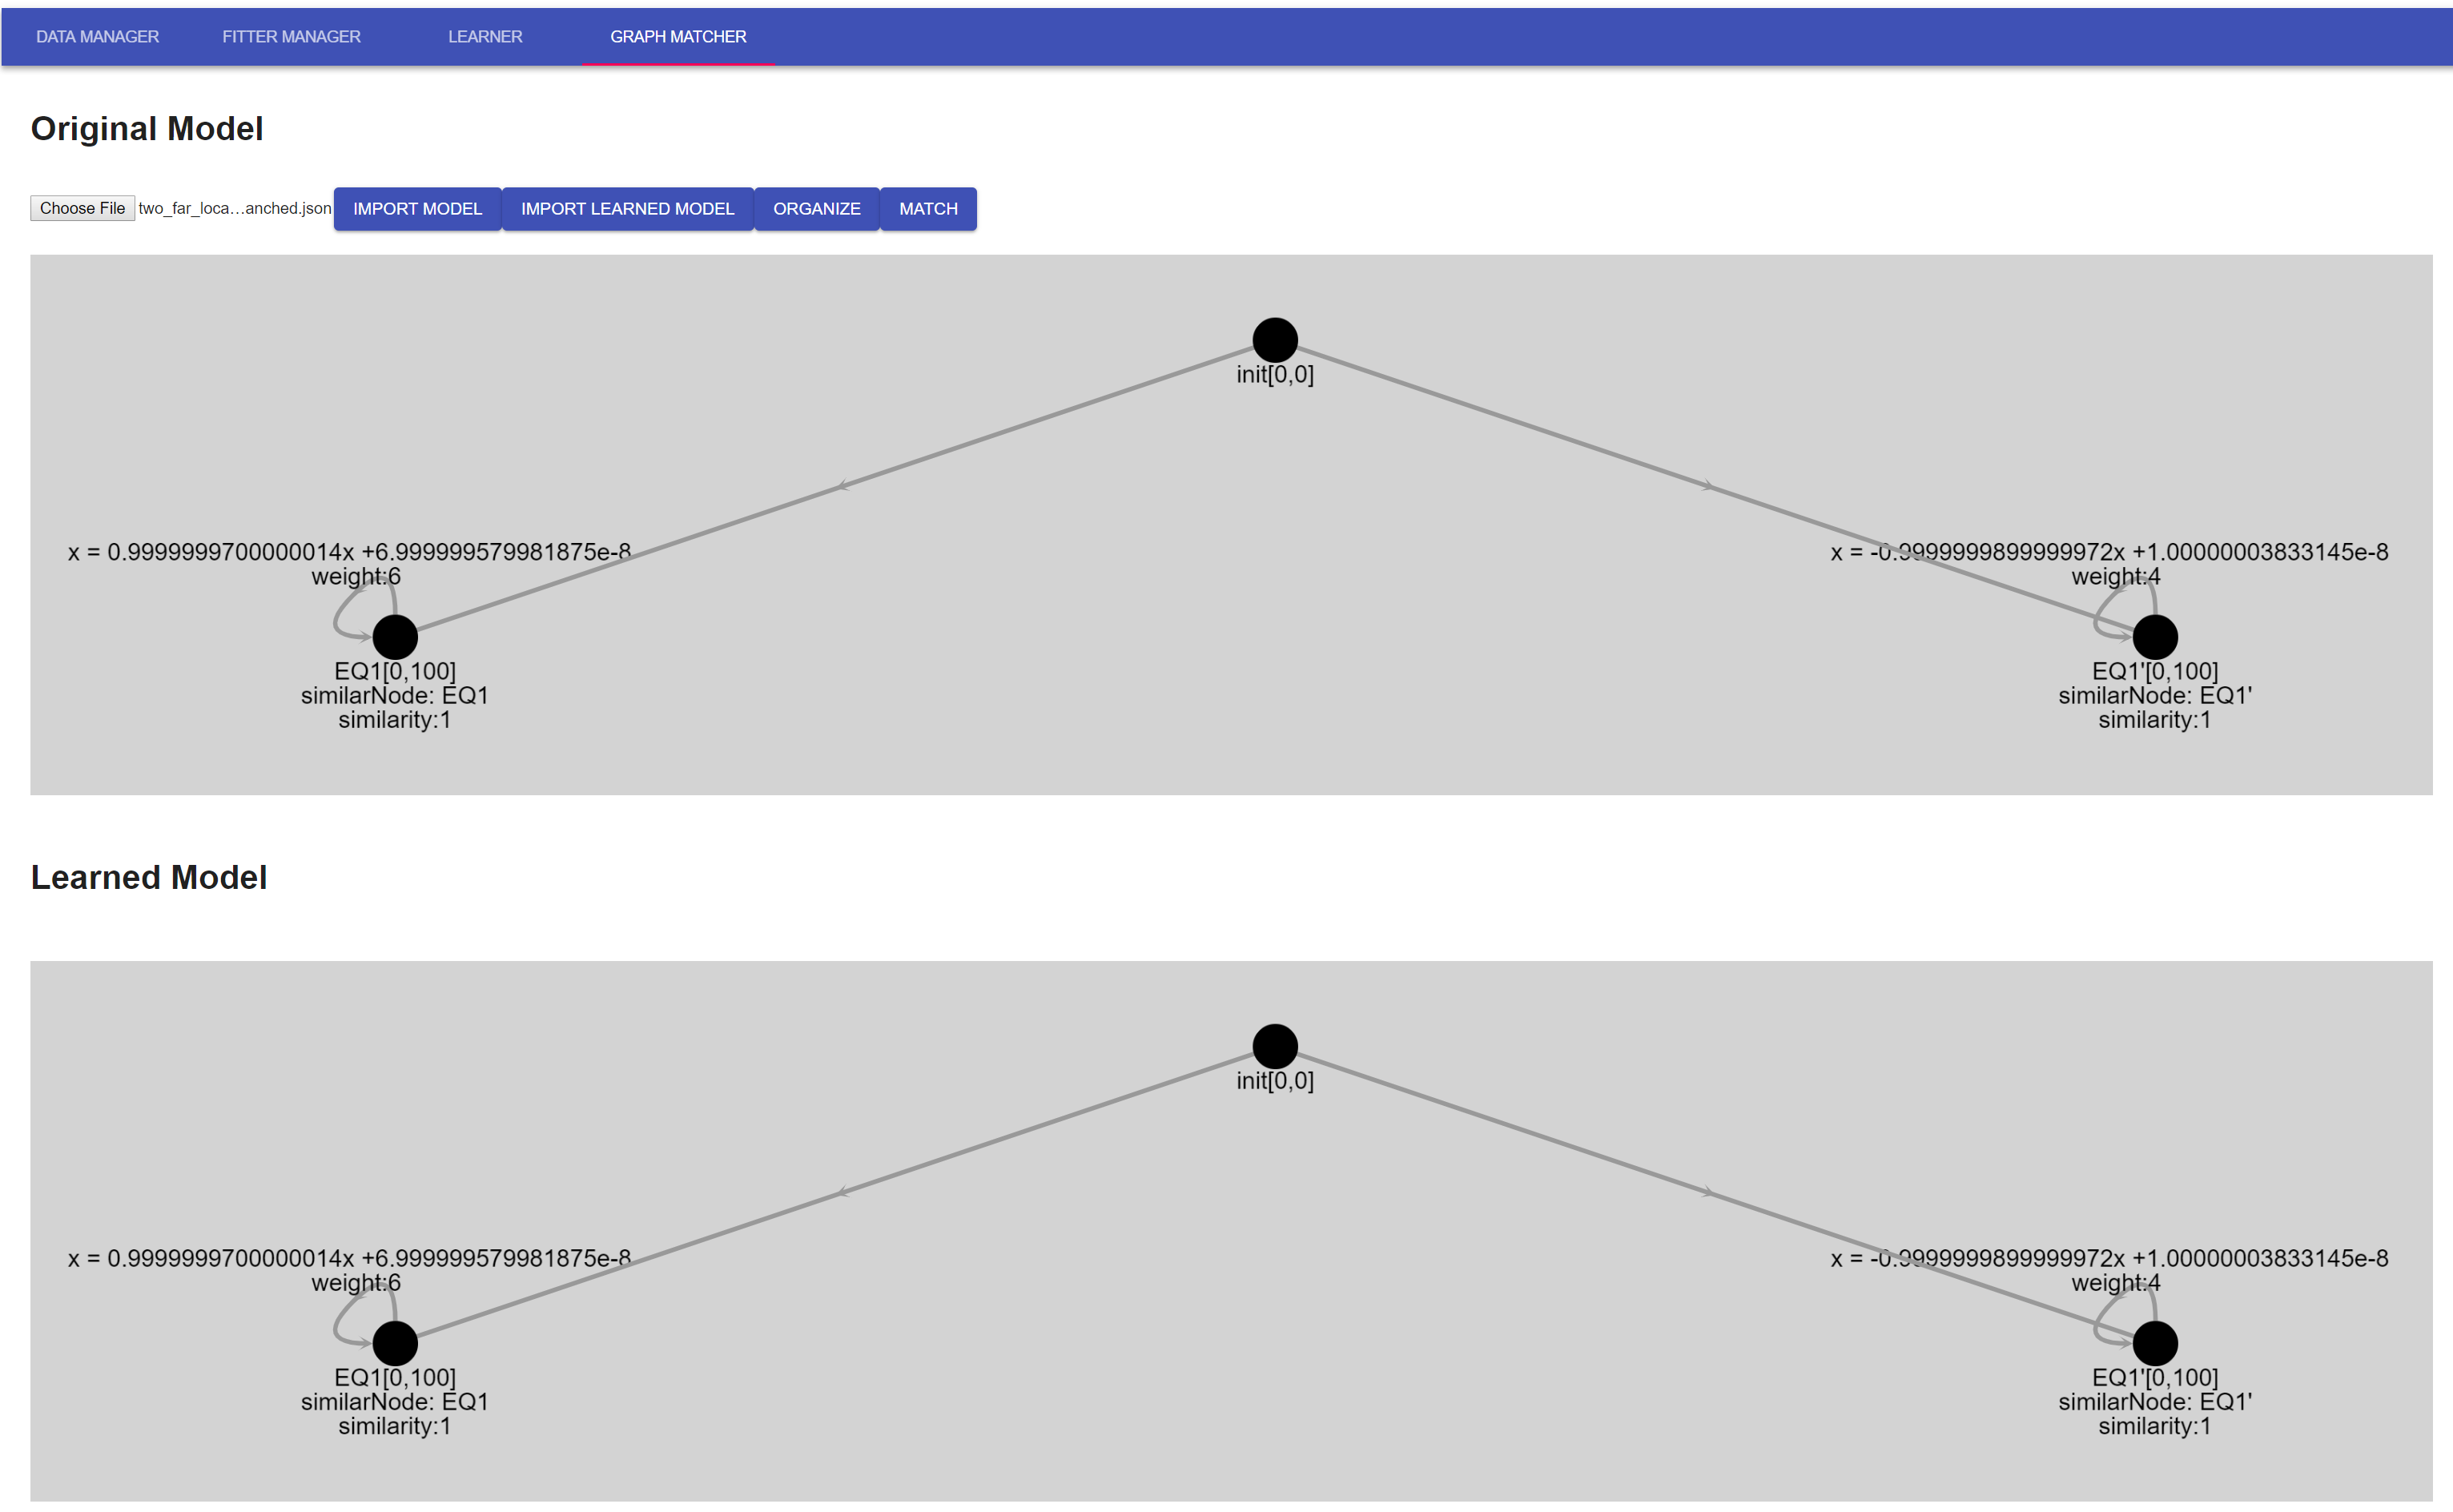 DATA MANAGER FITTER MANAGER LEARNER GRAPH MATCHER
Original Model
Choose File two_far_loca...anched.json IMPORT MODEL IMPORT LEARNED MODEL ORGANIZE MATCH
init[0,0]
x = 0.9999999700000014x +6.999999579981875e-8
weight:6
x = -0.9999999899999972x +1.00000003833145e-8
weight:4
EQ1[0,100]
similarNode: EQ1
similarity:1
EQ1'[0,100]
similarNode: EQ1'
similarity:1
Learned Model
init[0,0]
x = 0.9999999700000014x +6.999999579981875e-8
weight:6
x = -0.9999999899999972x +1.00000003833145e-8
weight:4
EQ1[0,100]
similarNode: EQ1
similarity:1
EQ1'[0,100]
similarNode: EQ1'
similarity:1